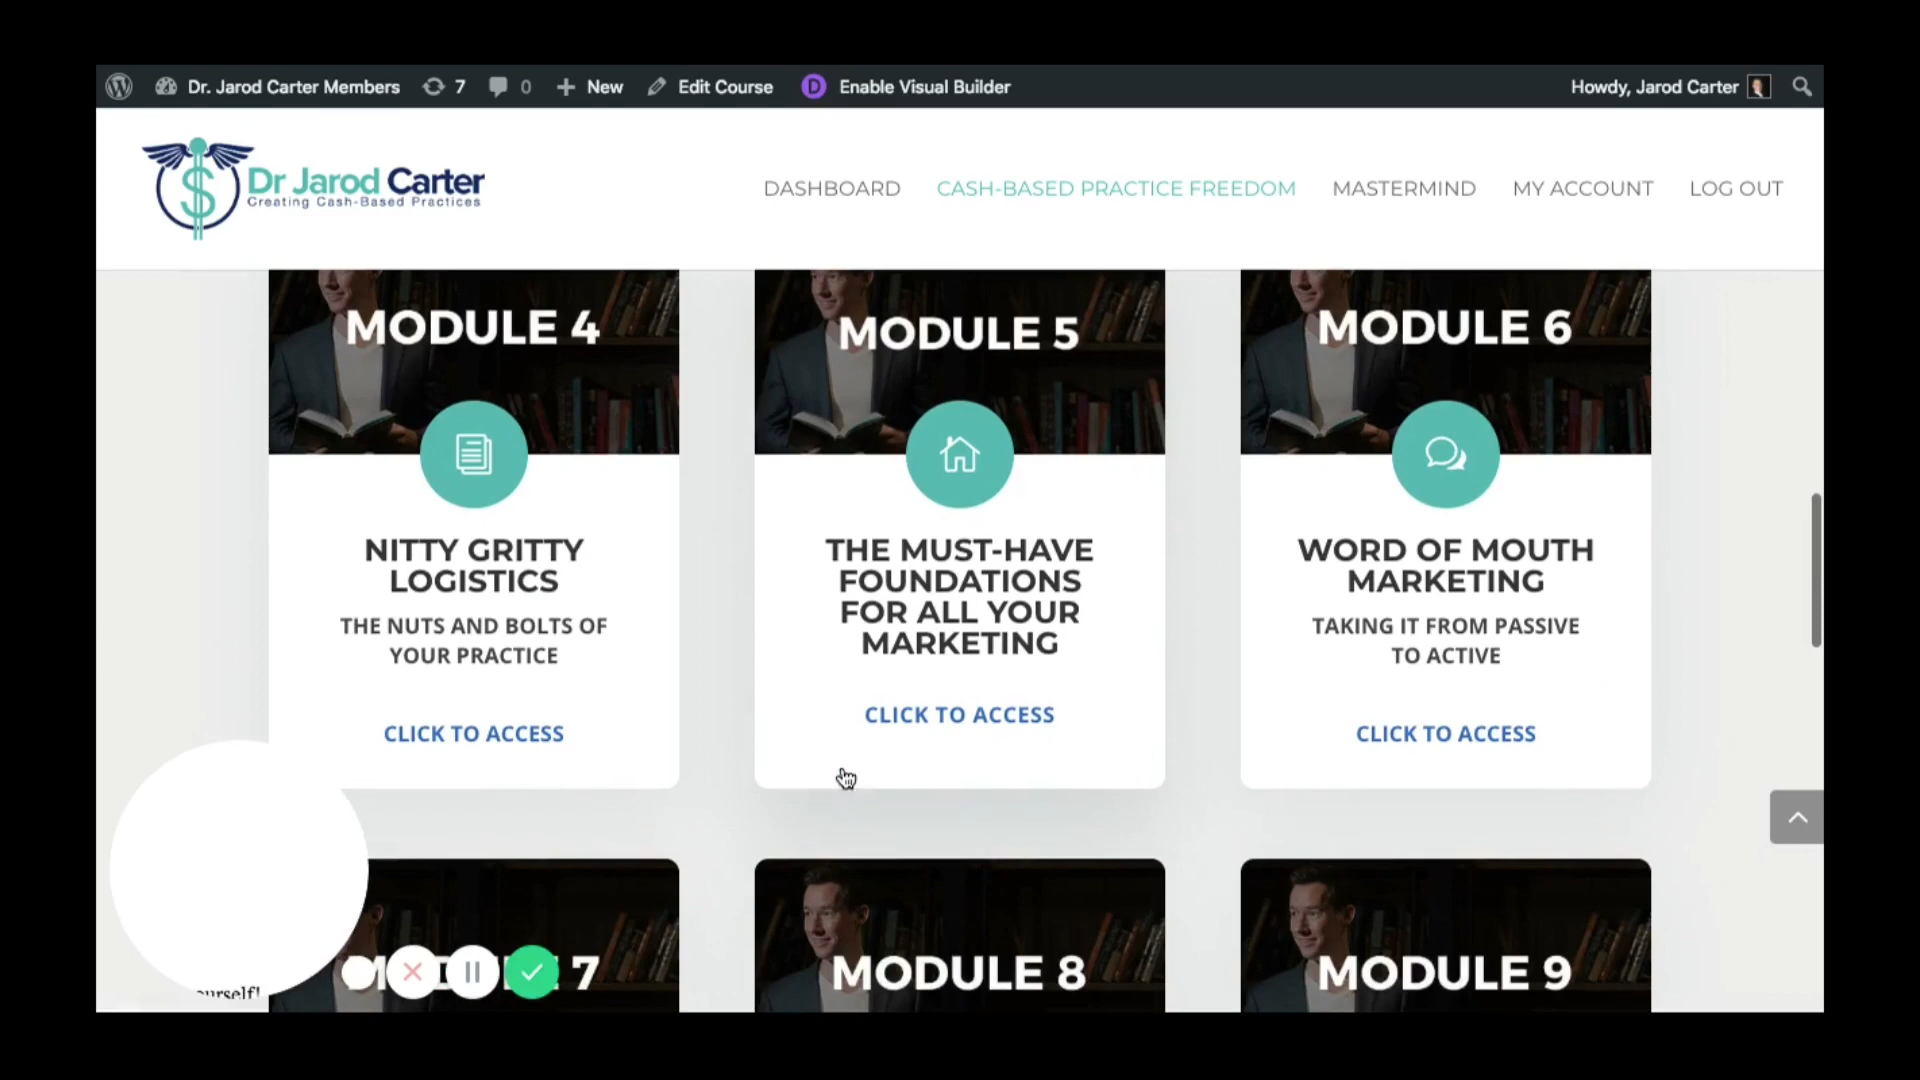 Dr. Jarod Carter Members 7 0 New Edit Course D Enable Visual Builder Howdy, Jarod Carter
Dr Jarod Carter
Creating Cash-Based Practices
DASHBOARD CASH-BASED PRACTICE FREEDOM MASTERMIND MY ACCOUNT LOG OUT
MODULE 4
NITTY GRITTY
LOGISTICS
THE NUTS AND BOLTS OF
YOUR PRACTICE
CLICK TO ACCESS
MODULE 5
THE MUST-HAVE
FOUNDATIONS
FOR ALL YOUR
MARKETING
CLICK TO ACCESS
MODULE 6
WORD OF MOUTH
MARKETING
TAKING IT FROM PASSIVE
TO ACTIVE
CLICK TO ACCESS
7
MODULE 8
MODULE 9